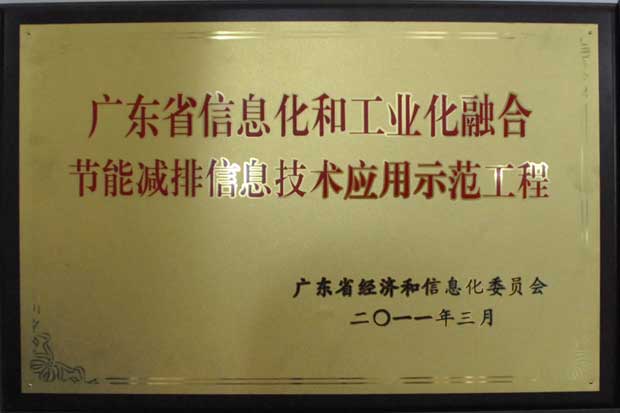 广东省信息化和工业化融合
节能减排信息技术应用示范工程
广东省经济和信息化委员会
二〇一一年三月